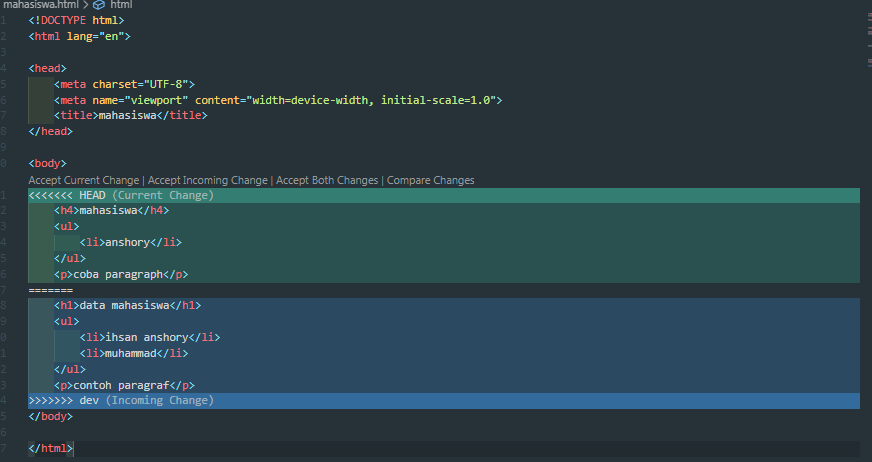 mahasiswa.html > html
1 <!DOCTYPE html>
2 <html lang="en">
3
4 <head>
5 <meta charset="UTF-8">
6 <meta name="viewport" content="width=device-width, initial-scale=1.0">
7 <title>mahasiswa</title>
8 </head>
9
0 <body>
Accept Current Change | Accept Incoming Change | Accept Both Changes | Compare Changes
1 <<<<<<< HEAD (Current Change)
2 <h4>mahasiswa</h4>
3 <ul>
4 <li>anshory</li>
5 </ul>
6 <p>coba paragraph</p>
7 =======
8 <h1>data mahasiswa</h1>
9 <ul>
0 <li>ihsan anshory</li>
1 <li>muhammad</li>
2 </ul>
3 <p>contoh paragraf</p>
4 >>>>>>> dev (Incoming Change)
5 </body>
6
7 </html>